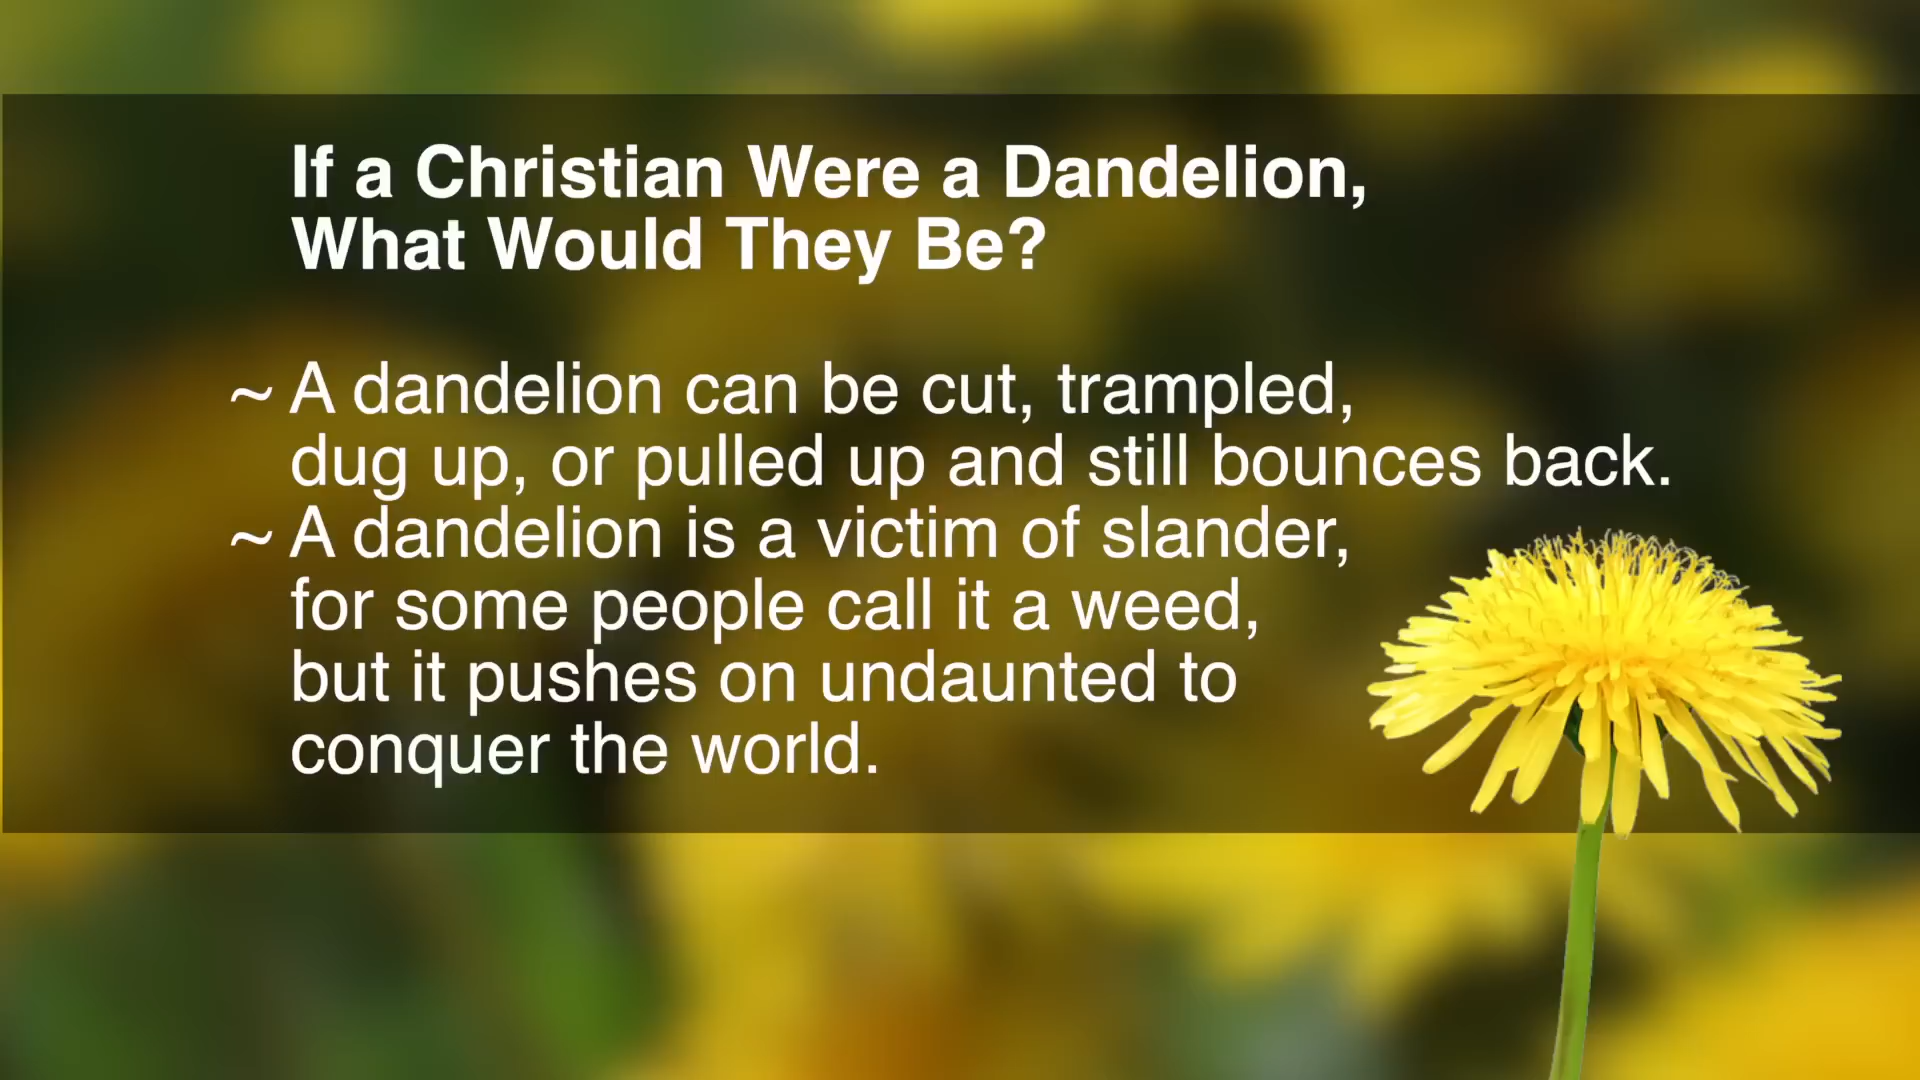 If a Christian Were a Dandelion,
What Would They Be?
~ A dandelion can be cut, trampled,
dug up, or pulled up and still bounces back.
~ A dandelion is a victim of slander,
for some people call it a weed,
but it pushes on undaunted to
conquer the world.